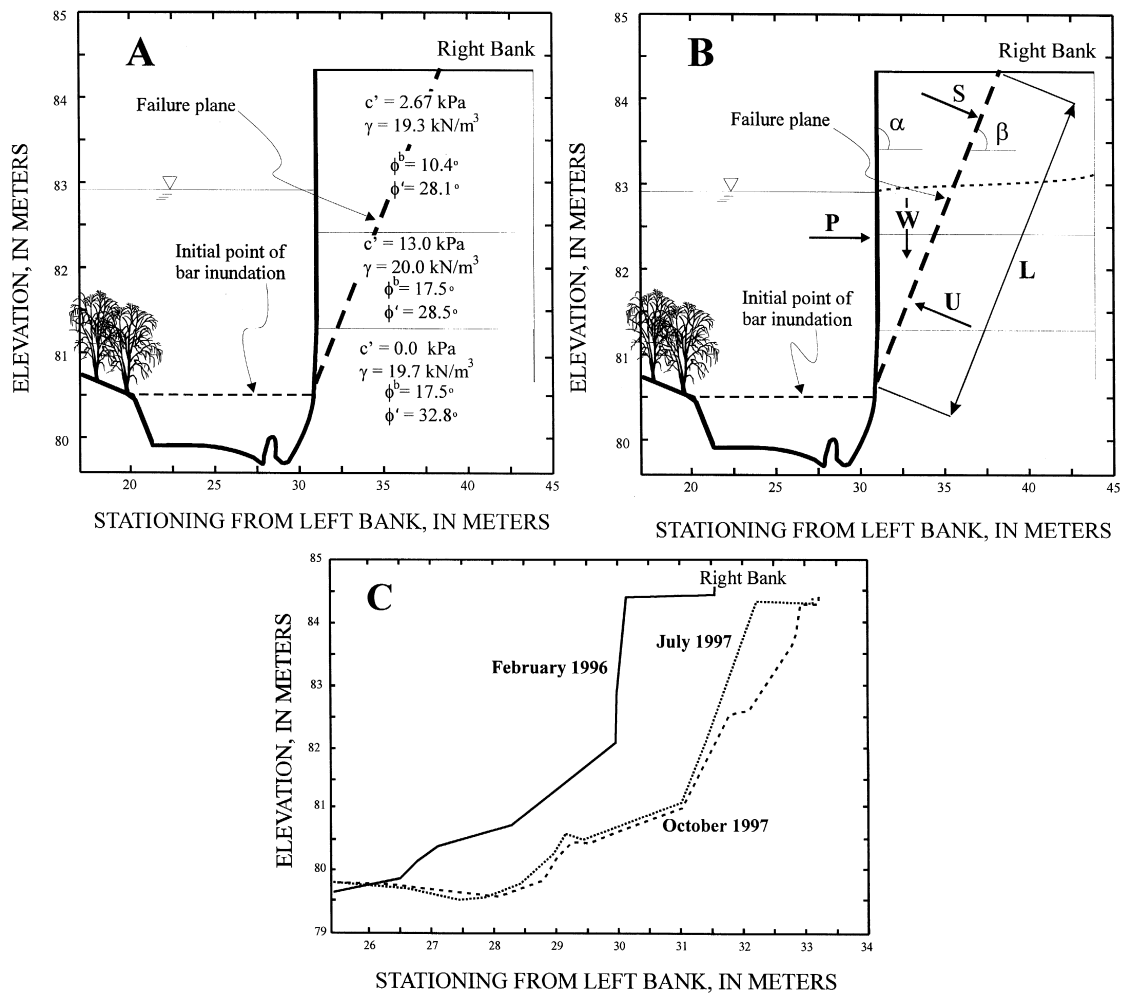 A
Right Bank
Failure plane
c' = 2.67 kPa
γ = 19.3 kN/m³
ϕᵇ= 10.4°
ϕ'= 28.1°
c' = 13.0 kPa
γ = 20.0 kN/m³
ϕᵇ= 17.5°
ϕ'= 28.5°
Initial point of
bar inundation
c' = 0.0 kPa
γ = 19.7 kN/m³
ϕᵇ= 17.5°
ϕ' = 32.8°
85
84
83
82
81
80
ELEVATION, IN METERS
20 25 30 35 40 45
STATIONING FROM LEFT BANK, IN METERS
B
Right Bank
Failure plane
S
α
β
P
W
U
L
Initial point of
bar inundation
85
84
83
82
81
80
ELEVATION, IN METERS
20 25 30 35 40 45
STATIONING FROM LEFT BANK, IN METERS
C
Right Bank
July 1997
February 1996
October 1997
85
84
83
82
81
80
79
ELEVATION, IN METERS
26 27 28 29 30 31 32 33 34
STATIONING FROM LEFT BANK, IN METERS